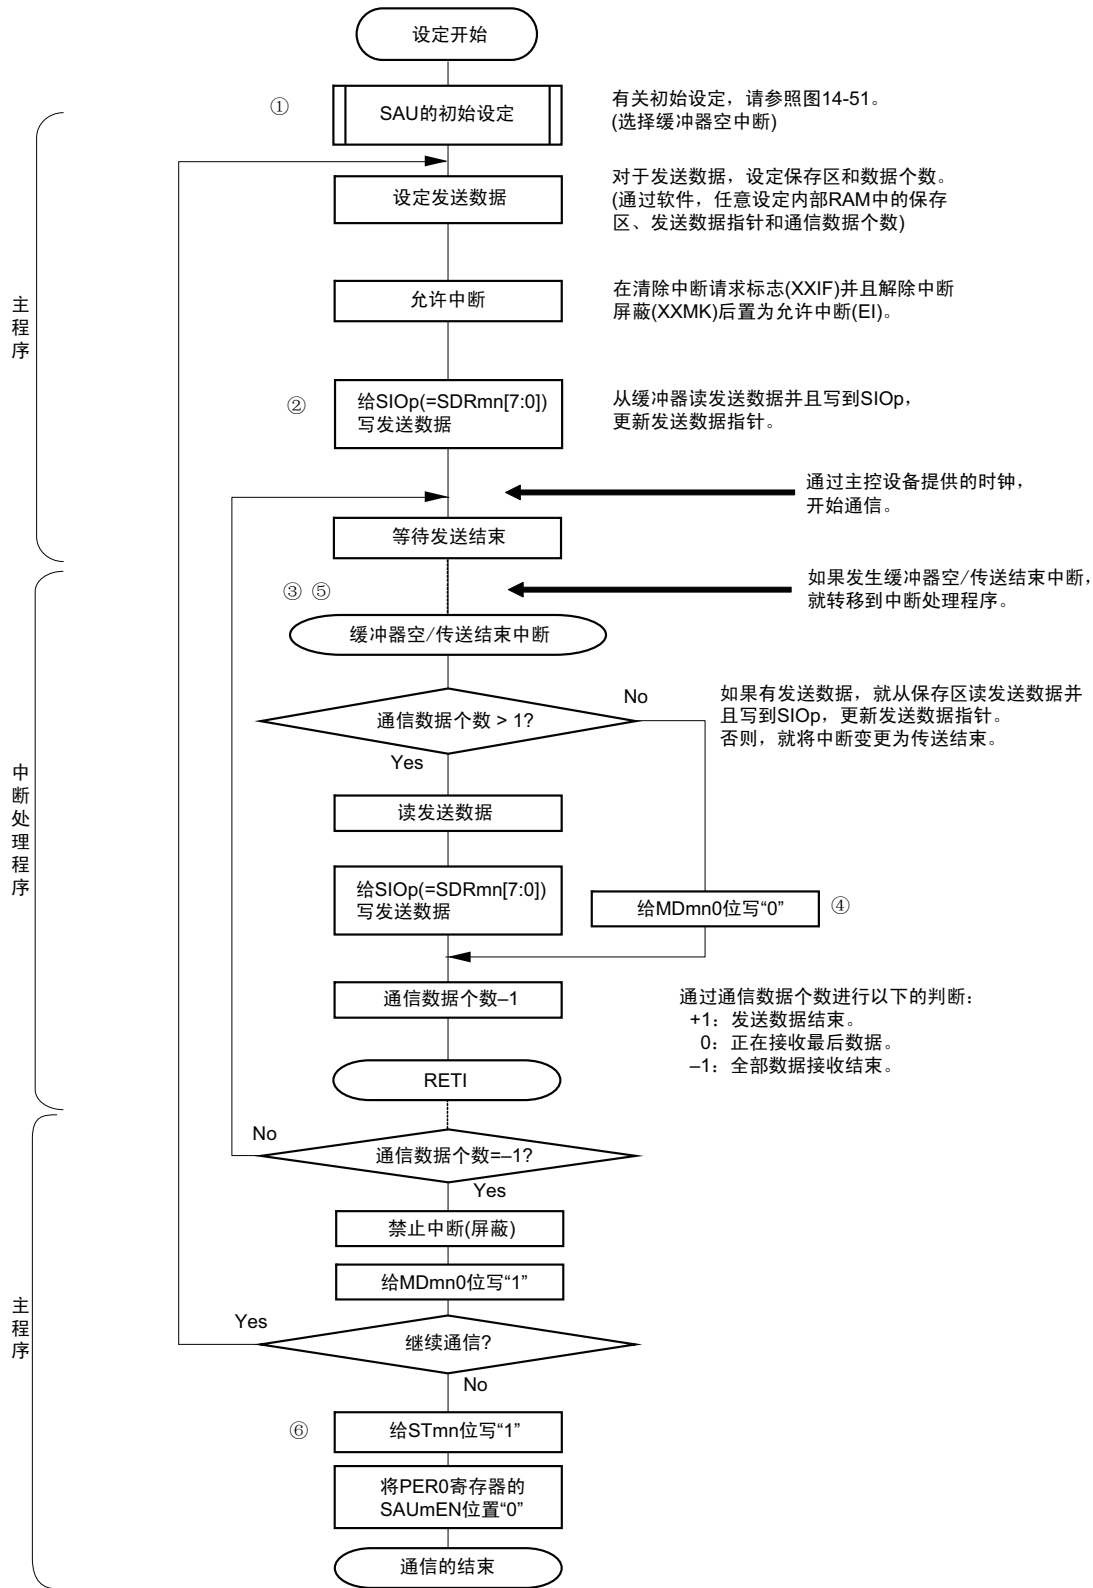 设定开始
①
SAU的初始设定
有关初始设定，请参照图14-51。
(选择缓冲器空中断)
设定发送数据
对于发送数据，设定保存区和数据个数。
(通过软件，任意设定内部RAM中的保存
区、发送数据指针和通信数据个数)
主程序
允许中断
在清除中断请求标志(XXIF)并且解除中断
屏蔽(XXMK)后置为允许中断(EI)。
②
给SIOp(=SDRmn[7:0])
写发送数据
从缓冲器读发送数据并且写到SIOp，
更新发送数据指针。
通过主控设备提供的时钟，
开始通信。
等待发送结束
③ ⑤
如果发生缓冲器空/传送结束中断，
就转移到中断处理程序。
缓冲器空/传送结束中断
通信数据个数 > 1?
No
Yes
如果有发送数据，就从保存区读发送数据并
且写到SIOp，更新发送数据指针。
否则，就将中断变更为传送结束。
中断处理程序
读发送数据
给SIOp(=SDRmn[7:0])
写发送数据
给MDmn0位写“0”
④
通信数据个数–1
通过通信数据个数进行以下的判断：
+1：发送数据结束。
0：正在接收最后数据。
–1：全部数据接收结束。
RETI
No
通信数据个数=–1?
Yes
禁止中断(屏蔽)
给MDmn0位写“1”
主程序
Yes
继续通信?
No
⑥
给STmn位写“1”
将PER0寄存器的
SAUmEN位置“0”
通信的结束